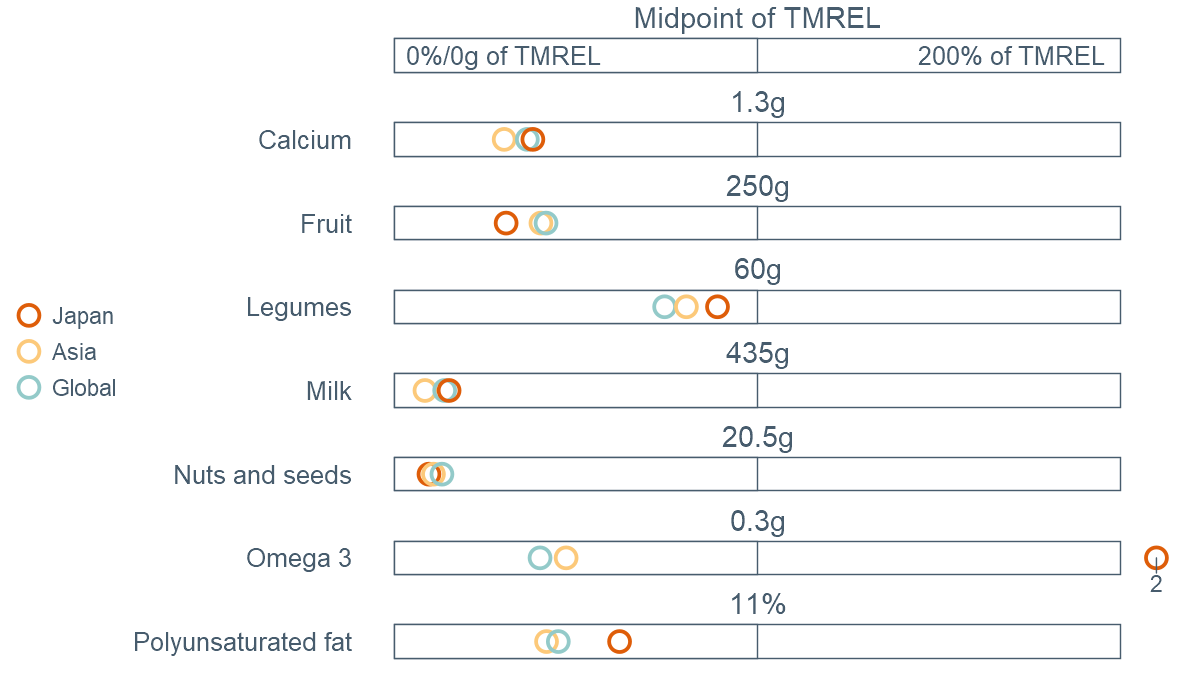 Midpoint of TMREL
0%/0g of TMREL 200% of TMREL
1.3g
Calcium
250g
Fruit
60g
Legumes
Japan
Asia
Global
435g
Milk
20.5g
Nuts and seeds
0.3g
Omega 3
2
11%
Polyunsaturated fat